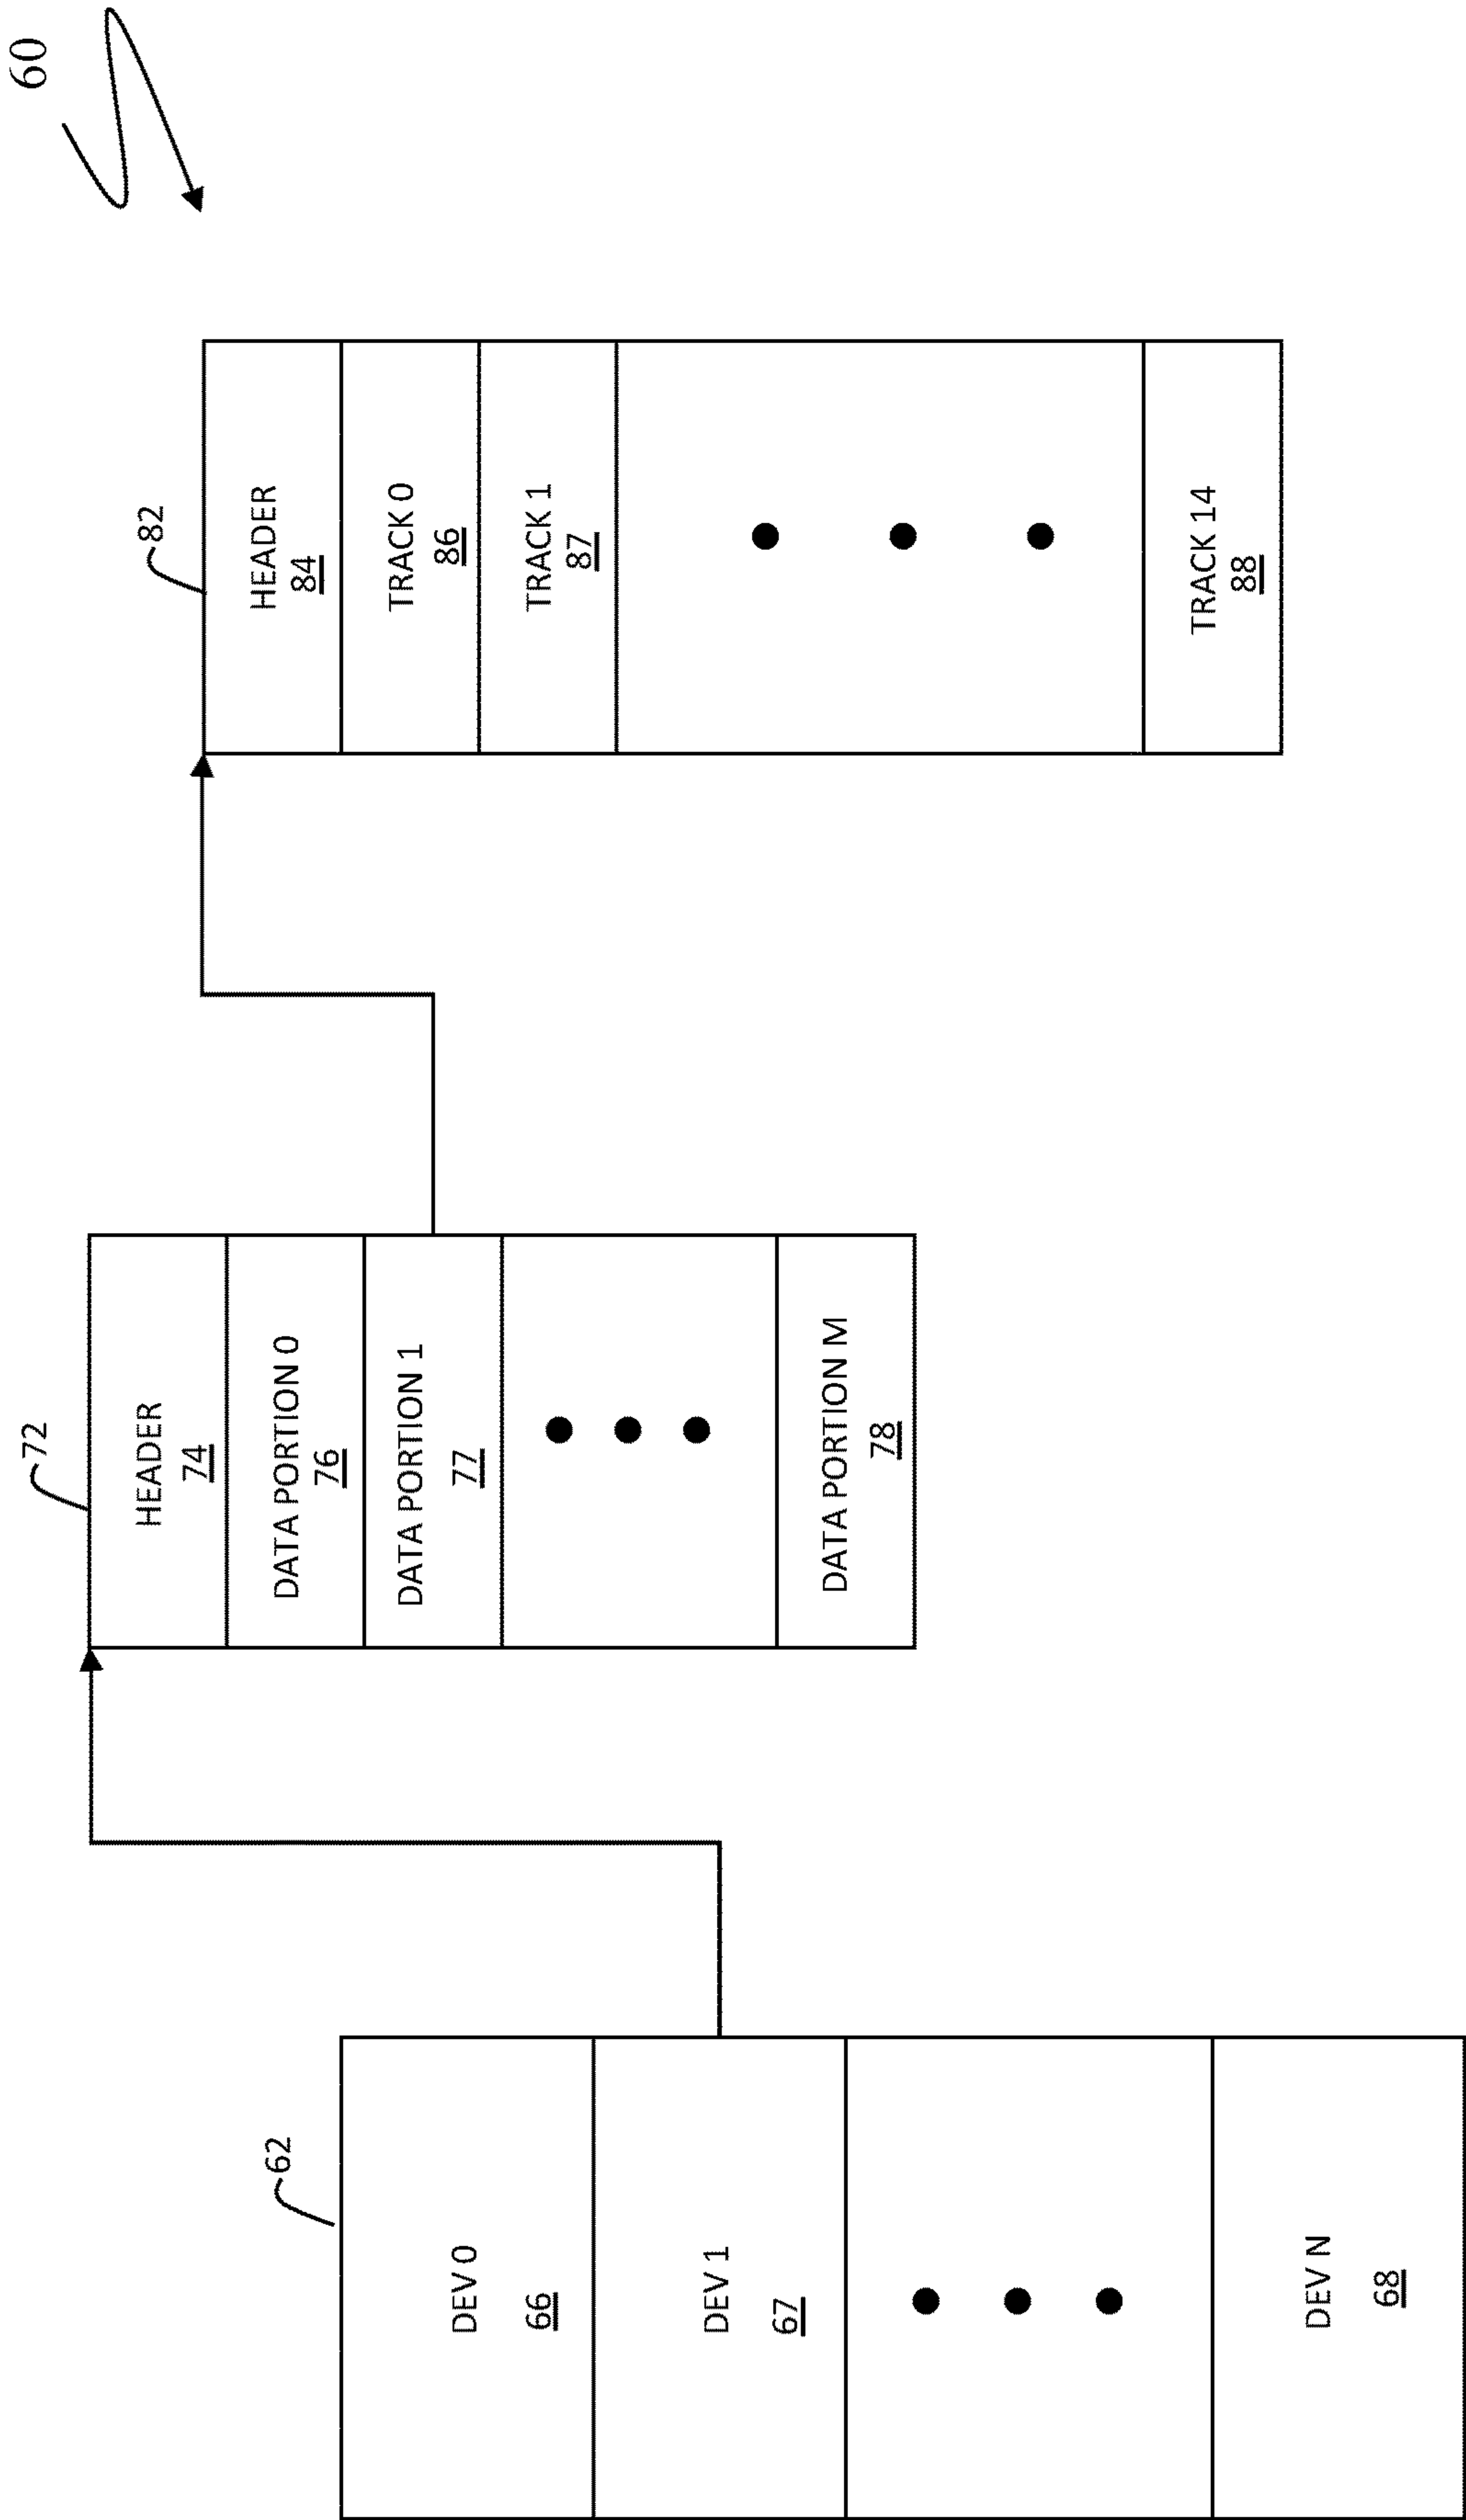 60
62
DEV 0
66
DEV 1
67
DEV N
68
72
HEADER
74
DATA PORTION 0
76
DATA PORTION 1
77
DATA PORTION M
78
82
HEADER
84
TRACK 0
86
TRACK 1
87
TRACK 14
88